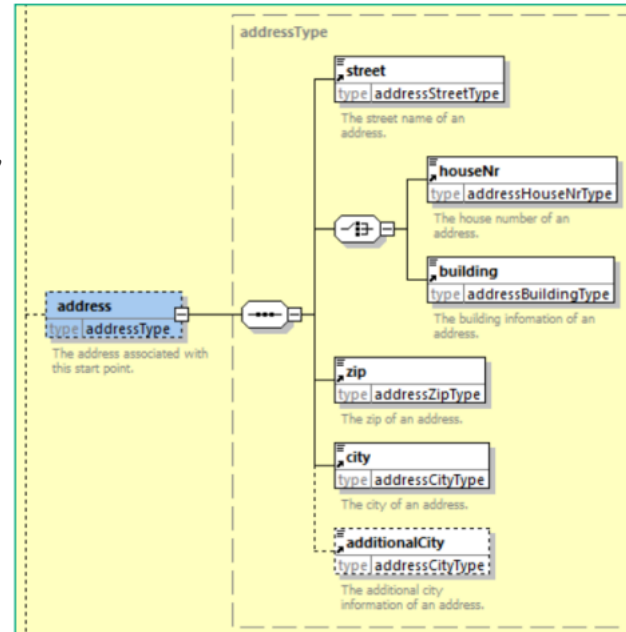 addressType
street
type addressStreetType
The street name of an
address.
houseNr
type addressHouseNrType
The house number of an
address.
building
type addressBuildingType
The building infomation of an
address.
address
type addressType
The address associated with
this start point.
zip
type addressZipType
The zip of an address.
city
type addressCityType
The city of an address.
additionalCity
type addressCityType
The additional city
information of an address.